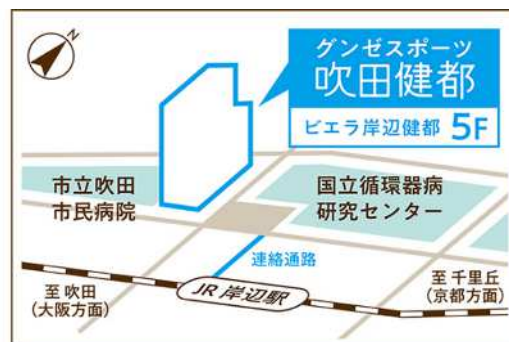 N
グンゼスポーツ
吹田健都
ビエラ岸辺健都 5F
市立吹田
市民病院
国立循環器病
研究センター
連絡通路
至 吹田
(大阪方面)
JR 岸辺駅
至 千里丘
(京都方面)